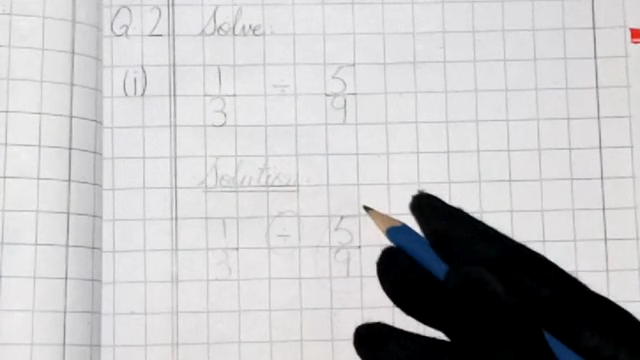 Q. 2 Solve.
(i) 1/3 ÷ 5/9
Solution.
1/3 ÷ 5/9